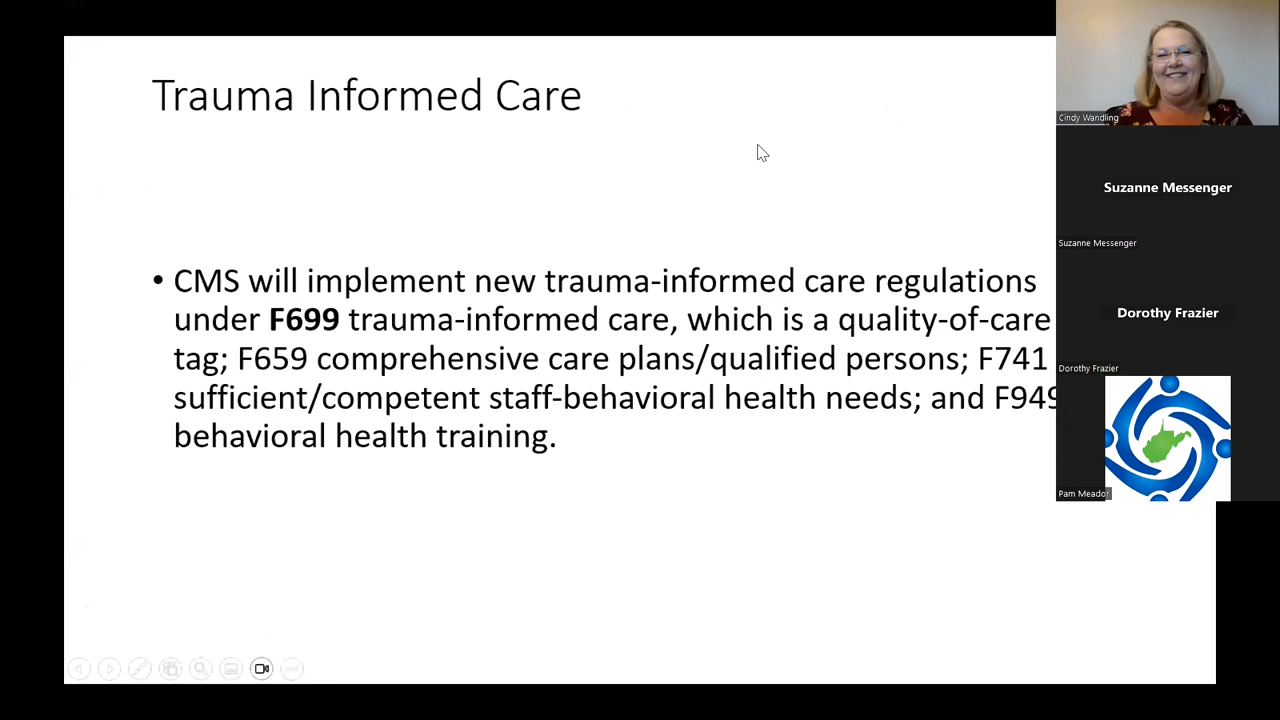 Trauma Informed Care
• CMS will implement new trauma-informed care regulations
under F699 trauma-informed care, which is a quality-of-care
tag; F659 comprehensive care plans/qualified persons; F741
sufficient/competent staff-behavioral health needs; and F949
behavioral health training.
Cindy Wandling
Suzanne Messenger
Suzanne Messenger
Dorothy Frazier
Dorothy Frazier
Pam Meador